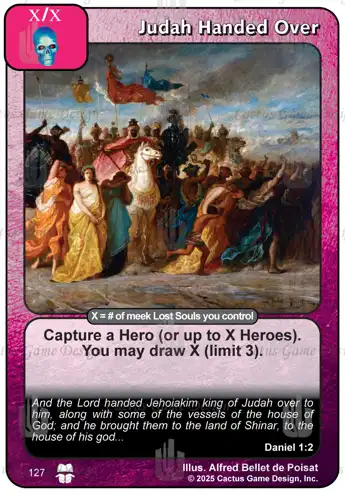 X/X
Judah Handed Over
X = # of meek Lost Souls you control
Capture a Hero (or up to X Heroes).
You may draw X (limit 3).
And the Lord handed Jehoiakim king of Judah over to
him, along with some of the vessels of the house of
God; and he brought them to the land of Shinar, to the
house of his god...
Daniel 1:2
127
Illus. Alfred Bellet de Poisat
© 2025 Cactus Game Design, Inc.